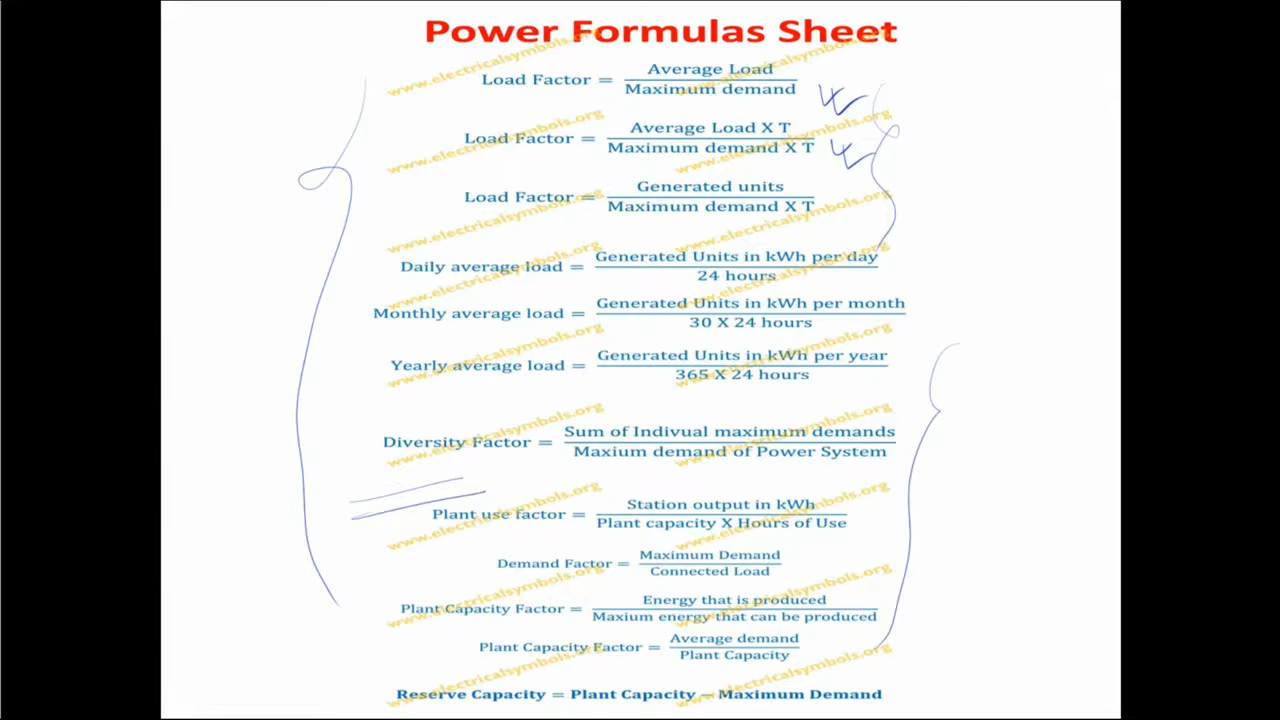 Power Formulas Sheet
Load Factor = Average Load / Maximum demand
Load Factor = Average Load X T / Maximum demand X T
Load Factor = Generated units / Maximum demand X T
Daily average load = Generated Units in kWh per day / 24 hours
Monthly average load = Generated Units in kWh per month / 30 X 24 hours
Yearly average load = Generated Units in kWh per year / 365 X 24 hours
Diversity Factor = Sum of Indivual maximum demands / Maxium demand of Power System
Plant use factor = Station output in kWh / Plant capacity X Hours of Use
Demand Factor = Maximum Demand / Connected Load
Plant Capacity Factor = Energy that is produced / Maxium energy that can be produced
Plant Capacity Factor = Average demand / Plant Capacity
Reserve Capacity = Plant Capacity – Maximum Demand
www.electricalsymbols.org